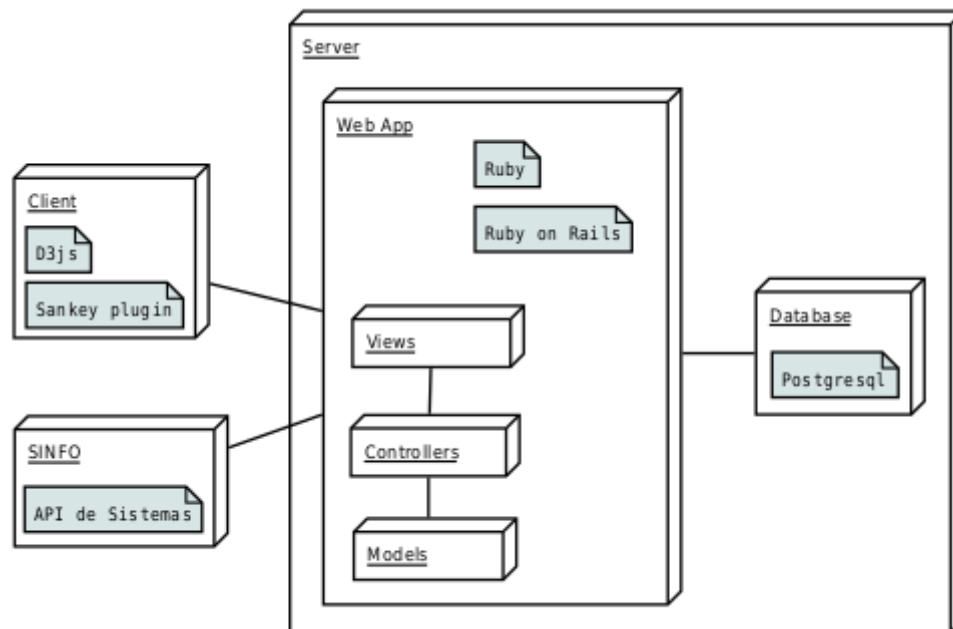 Server
Web App
Ruby
Ruby on Rails
Client
D3js
Sankey plugin
Views
Database
Postgresql
SINFO
API de Sistemas
Controllers
Models